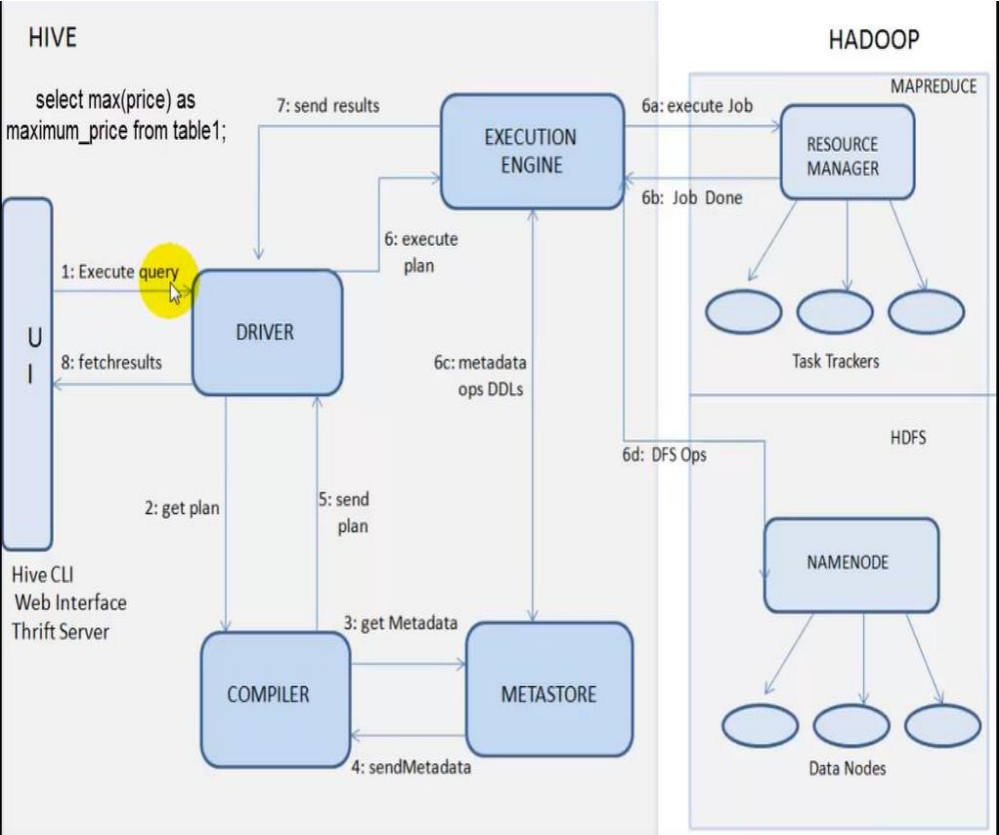 HIVE
HADOOP
select max(price) as
maximum_price from table1;
MAPREDUCE
7: send results
EXECUTION
ENGINE
6a: execute Job
RESOURCE
MANAGER
6b: Job Done
6: execute
plan
1: Execute query
DRIVER
U
I
8: fetchresults
6c: metadata
ops DDLs
Task Trackers
HDFS
6d: DFS Ops
2: get plan
5: send
plan
NAMENODE
Hive CLI
Web Interface
Thrift Server
3: get Metadata
COMPILER
METASTORE
4: sendMetadata
Data Nodes